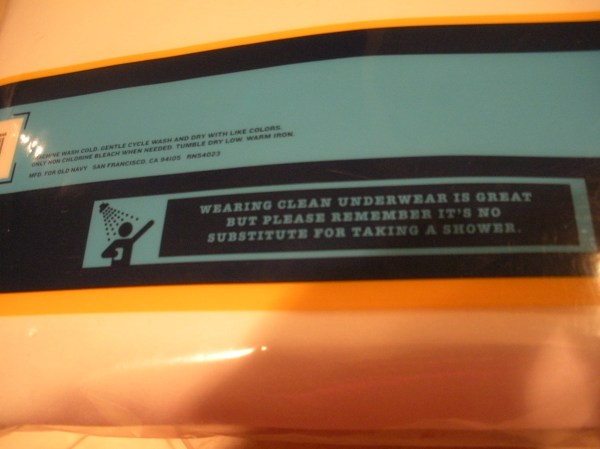 MACHINE WASH COLD. GENTLE CYCLE WASH AND DRY WITH LIKE COLORS.
ONLY NON-CHLORINE BLEACH WHEN NEEDED. TUMBLE DRY LOW. WARM IRON.
MTD. FOR OLD NAVY SAN FRANCISCO, CA 94105 RN54023
WEARING CLEAN UNDERWEAR IS GREAT
BUT PLEASE REMEMBER IT'S NO
SUBSTITUTE FOR TAKING A SHOWER.